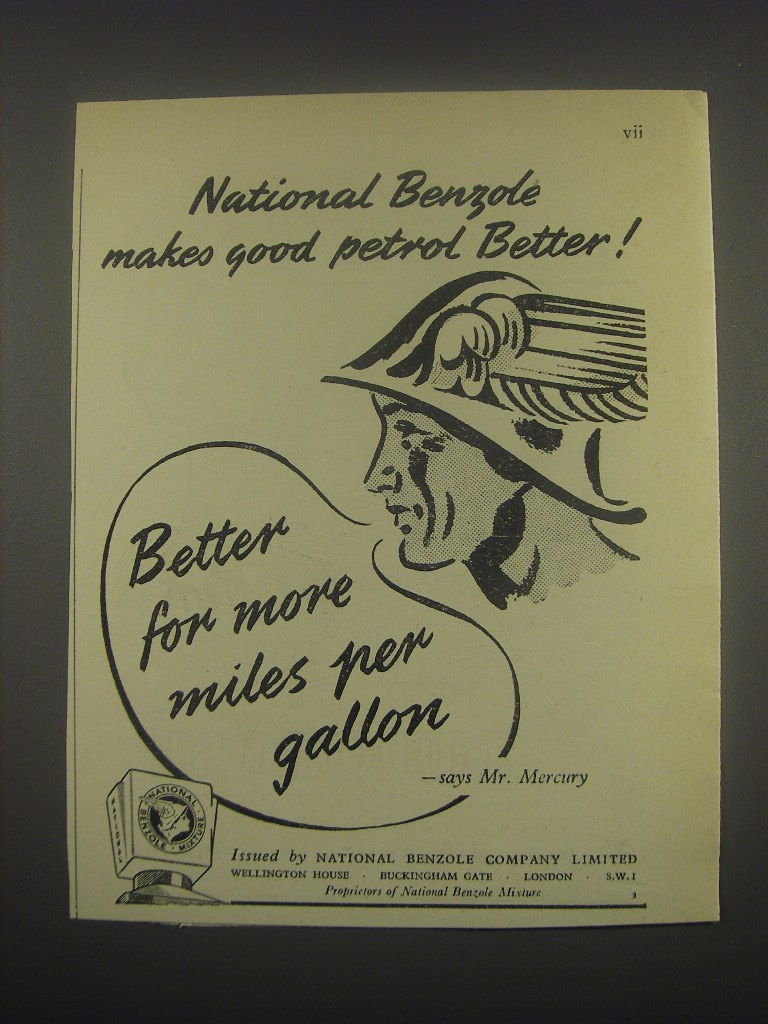 vii
National Benzole
makes good petrol Better!
Better
for more
miles per
gallon
—says Mr. Mercury
NATIONAL
BENZOLE · MIXTURE
Issued by NATIONAL BENZOLE COMPANY LIMITED
WELLINGTON HOUSE · BUCKINGHAM GATE · LONDON · S.W.1
Proprietors of National Benzole Mixture
3